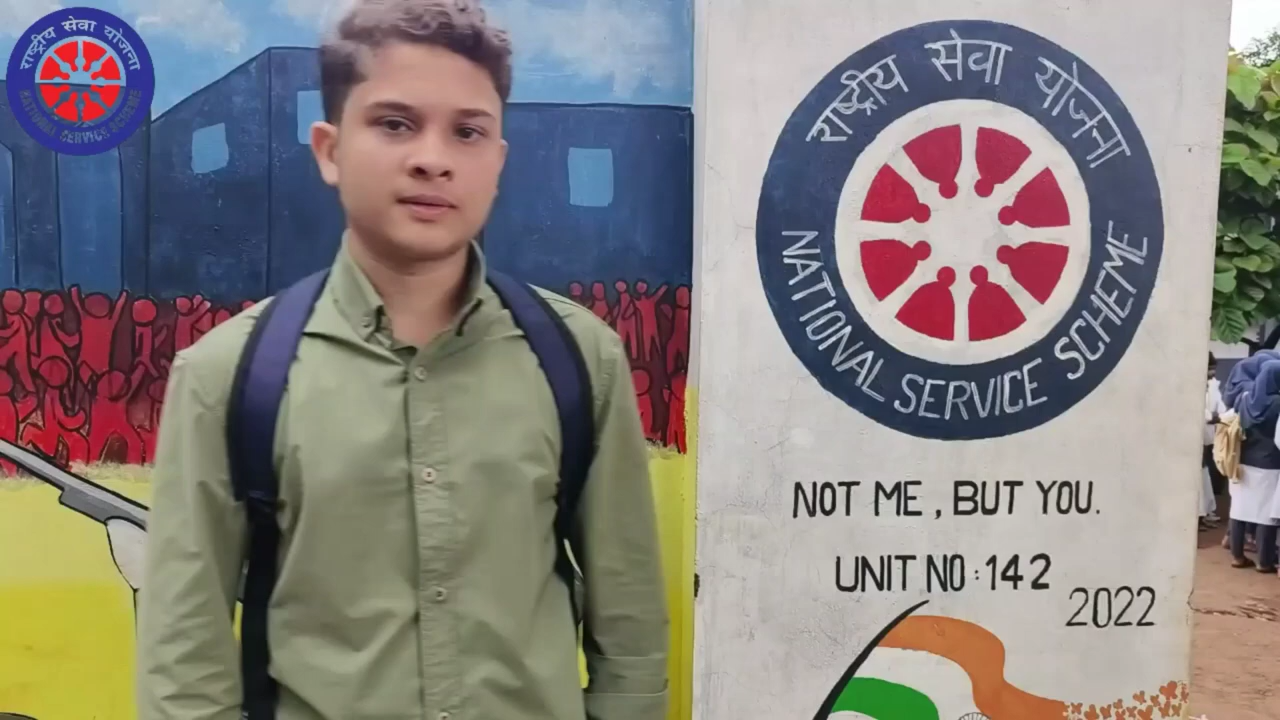 राष्ट्रीय सेवा योजना
NATIONAL SERVICE SCHEME
राष्ट्रीय सेवा योजना
NATIONAL SERVICE SCHEME
NOT ME, BUT YOU.
UNIT NO: 142
2022